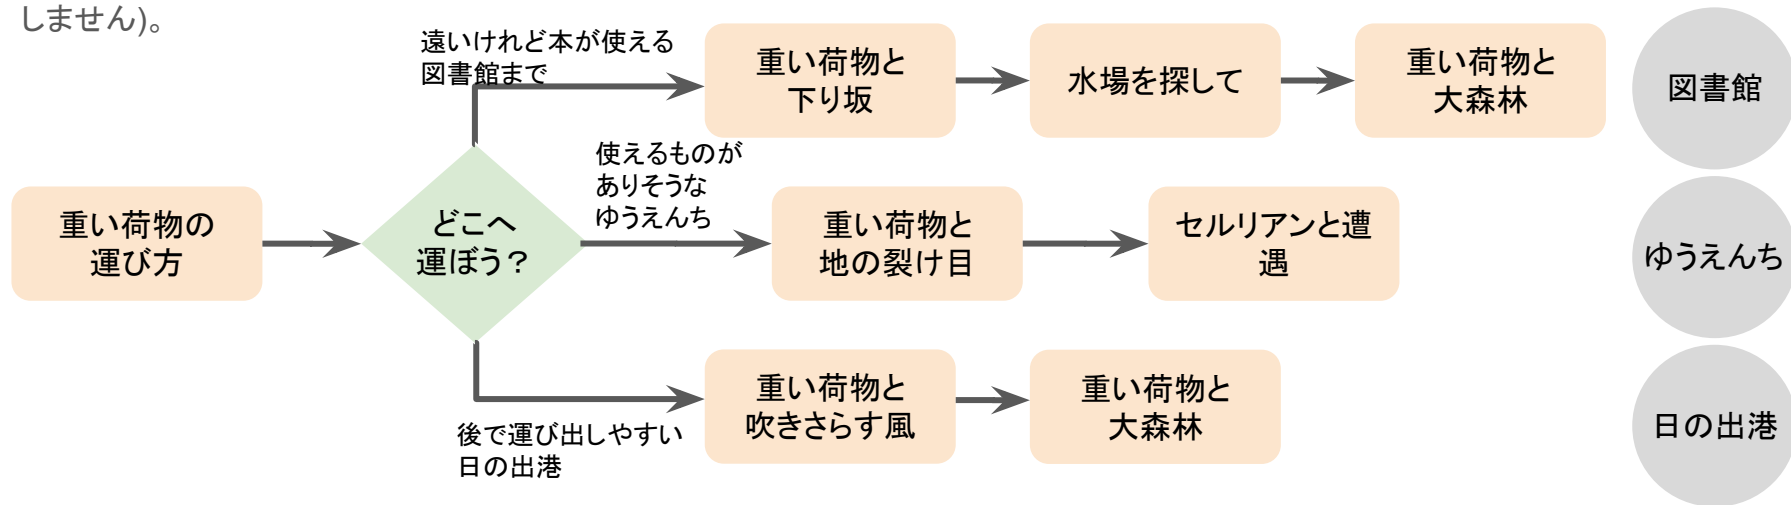 しません)。
遠いけれど本が使える
図書館まで
重い荷物と
下り坂
水場を探して
重い荷物と
大森林
図書館
使えるものが
ありそうな
ゆうえんち
重い荷物の
運び方
どこへ
運ぼう？
重い荷物と
地の裂け目
セルリアンと遭
遇
ゆうえんち
後で運び出しやすい
日の出港
重い荷物と
吹きさらす風
重い荷物と
大森林
日の出港